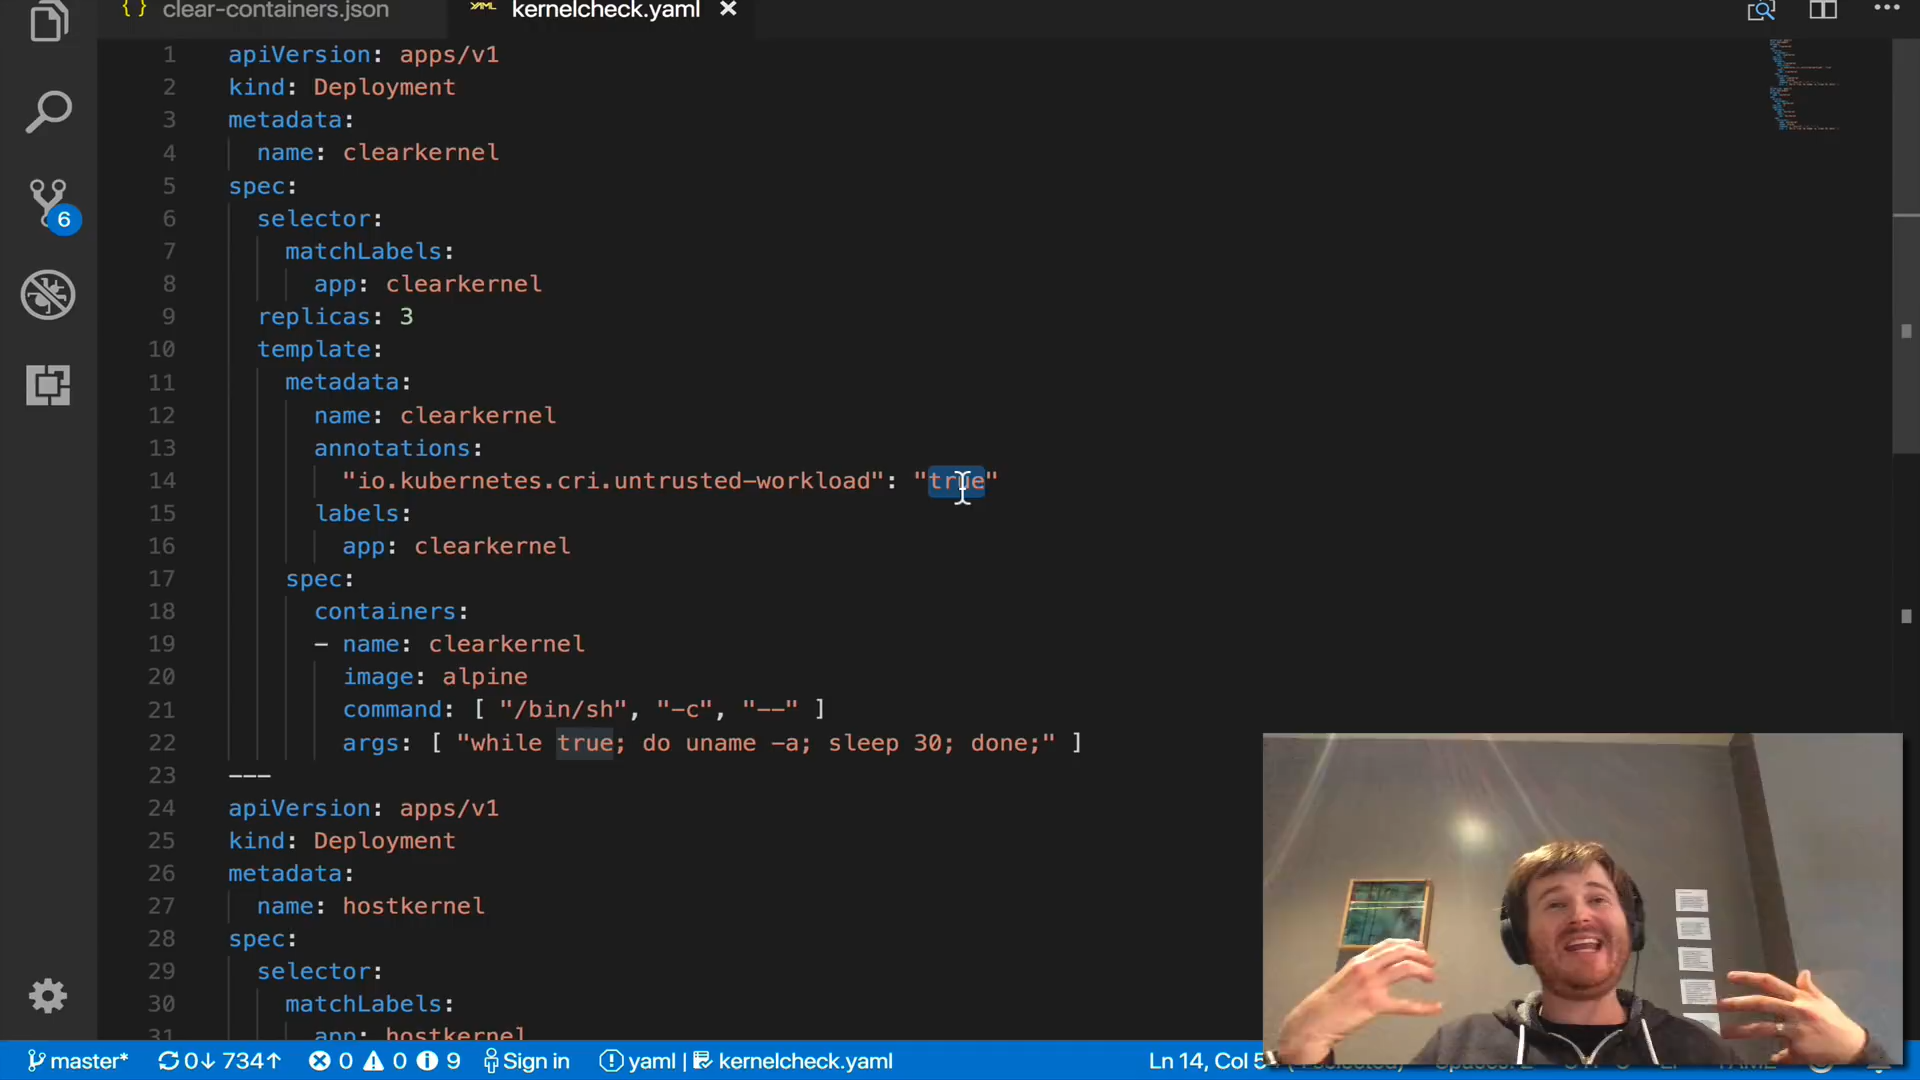 clear-containers.json
kernelcheck.yaml
1 apiVersion: apps/v1
2 kind: Deployment
3 metadata:
4 name: clearkernel
5 spec:
6 selector:
7 matchLabels:
8 app: clearkernel
9 replicas: 3
10 template:
11 metadata:
12 name: clearkernel
13 annotations:
14 "io.kubernetes.cri.untrusted-workload": "true"
15 labels:
16 app: clearkernel
17 spec:
18 containers:
19 - name: clearkernel
20 image: alpine
21 command: [ "/bin/sh", "-c", "--" ]
22 args: [ "while true; do uname -a; sleep 30; done;" ]
23 ---
24 apiVersion: apps/v1
25 kind: Deployment
26 metadata:
27 name: hostkernel
28 spec:
29 selector:
30 matchLabels:
31 app: hostkernel
6
master* 0↓ 734↑ 0 0 9 Sign in yaml | kernelcheck.yaml Ln 14, Col